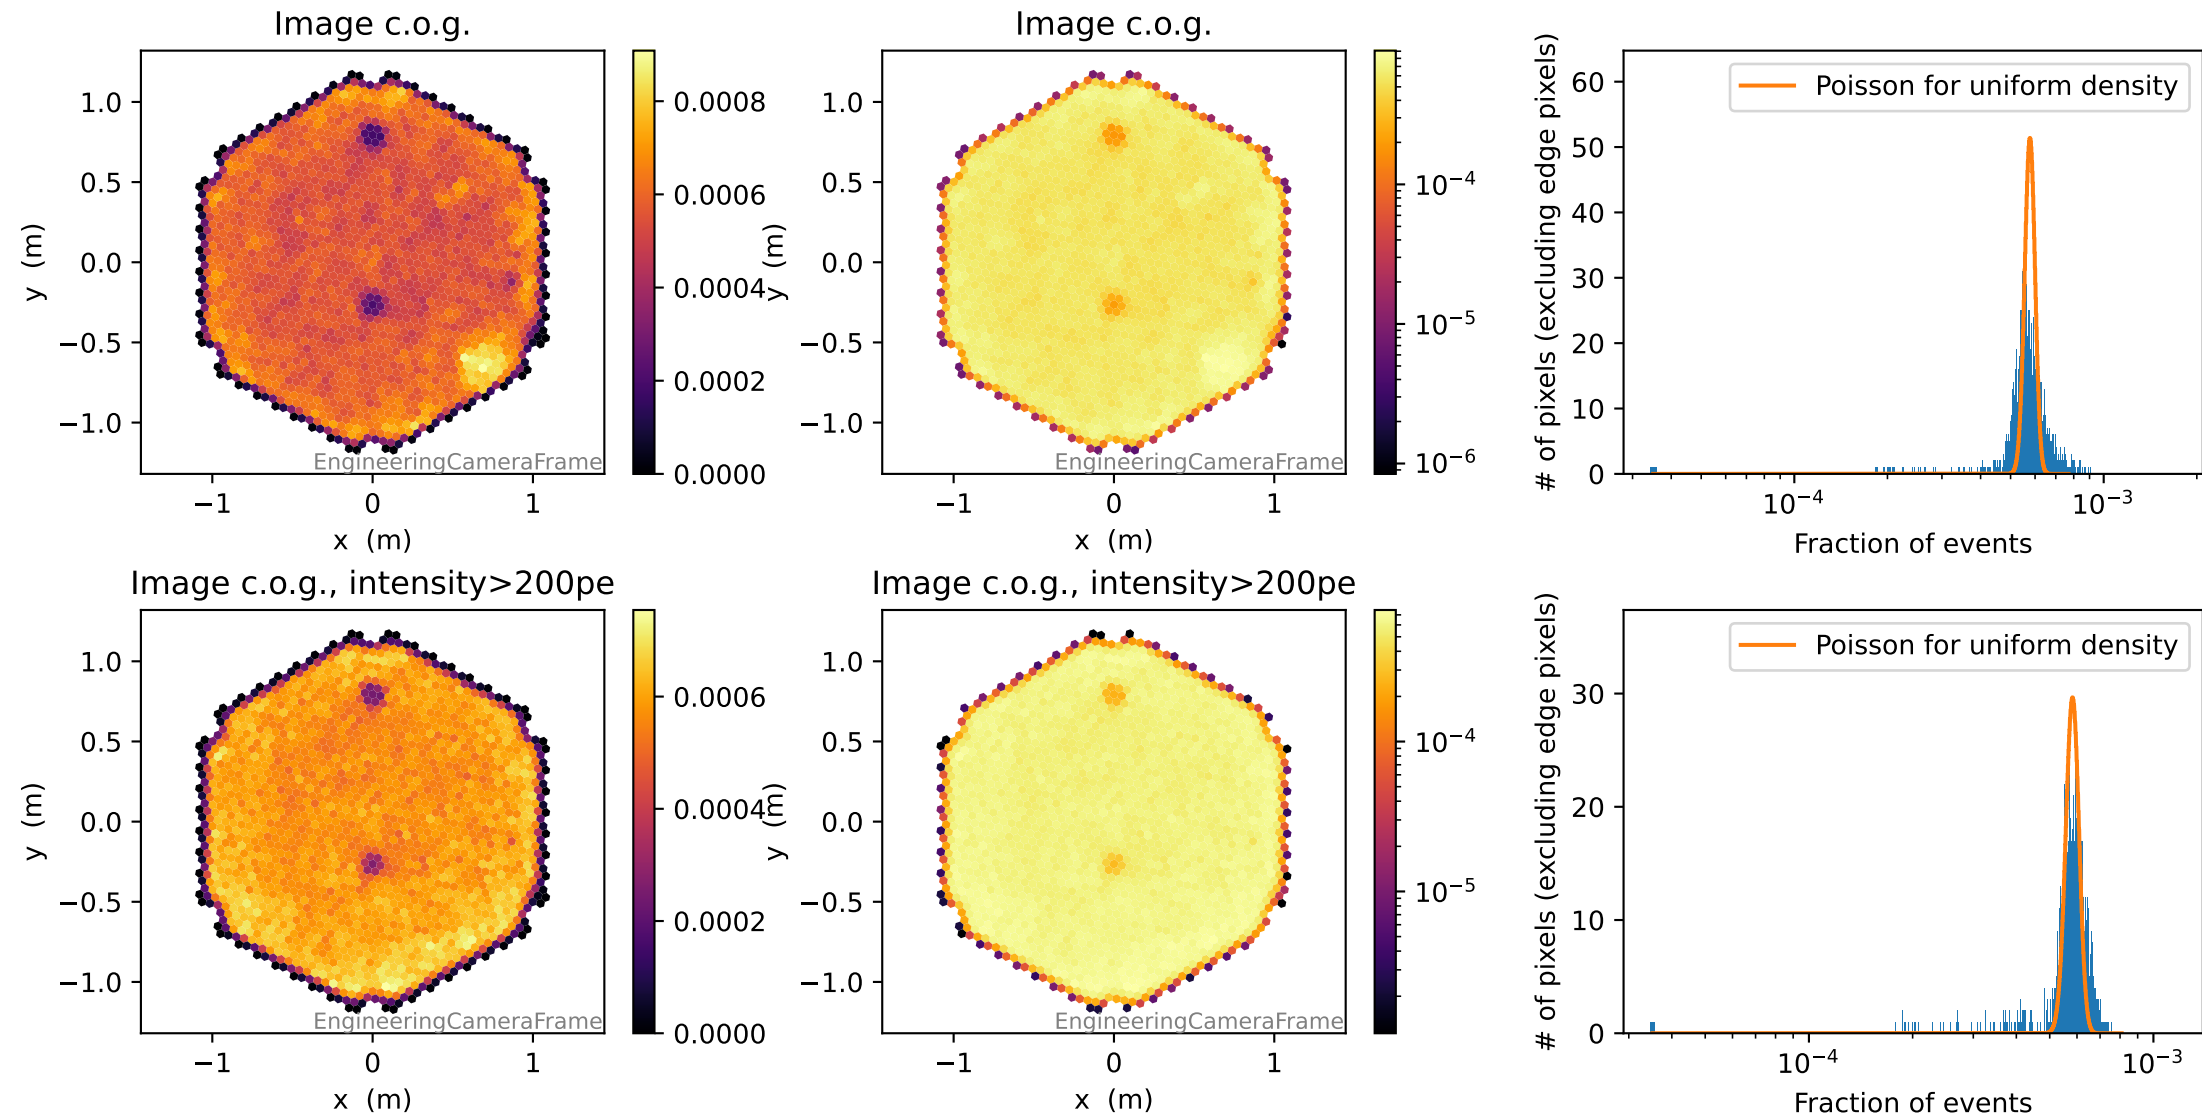 Image c.o.g.
1.0
0.5
0.0
−0.5
−1.0
y (m)
−1
0
1
x (m)
EngineeringCameraFrame
0.0008
0.0006
0.0004
0.0002
0.0000
Image c.o.g.
1.0
0.5
0.0
−0.5
−1.0
y (m)
−1
0
1
x (m)
EngineeringCameraFrame
10⁻⁴
10⁻⁵
10⁻⁶
Poisson for uniform density
60
50
40
30
20
10
0
# of pixels (excluding edge pixels)
10⁻⁴
10⁻³
Fraction of events
Image c.o.g., intensity>200pe
1.0
0.5
0.0
−0.5
−1.0
y (m)
−1
0
1
x (m)
EngineeringCameraFrame
0.0006
0.0004
0.0002
0.0000
Image c.o.g., intensity>200pe
1.0
0.5
0.0
−0.5
−1.0
y (m)
−1
0
1
x (m)
EngineeringCameraFrame
10⁻⁴
10⁻⁵
Poisson for uniform density
30
20
10
0
# of pixels (excluding edge pixels)
10⁻⁴
10⁻³
Fraction of events